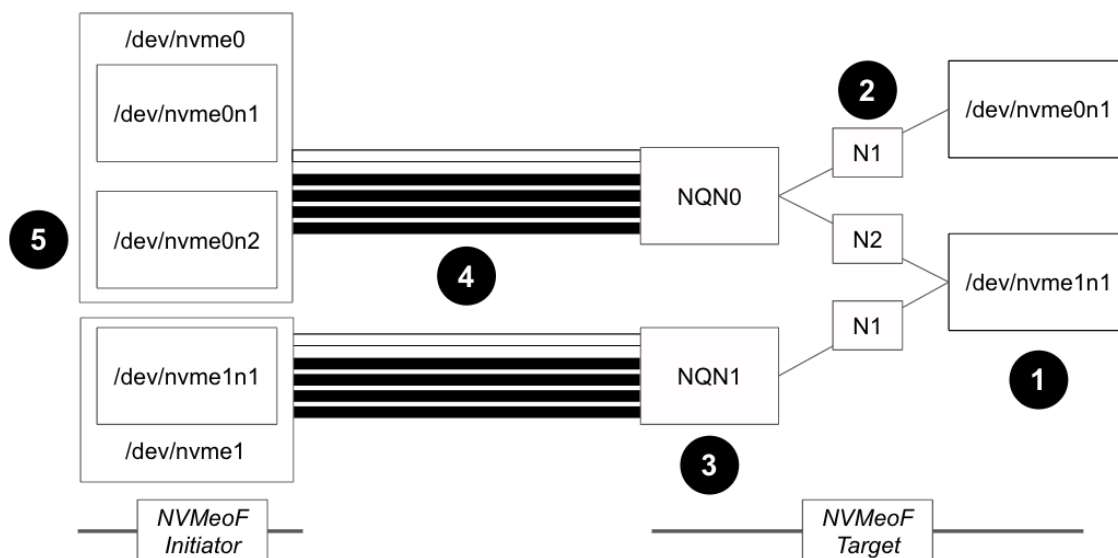 /dev/nvme0
/dev/nvme0n1
/dev/nvme0n2
5
/dev/nvme1n1
/dev/nvme1
4
NQN0
NQN1
3
2
N1
N2
N1
/dev/nvme0n1
/dev/nvme1n1
1
NVMeoF
Initiator
NVMeoF
Target